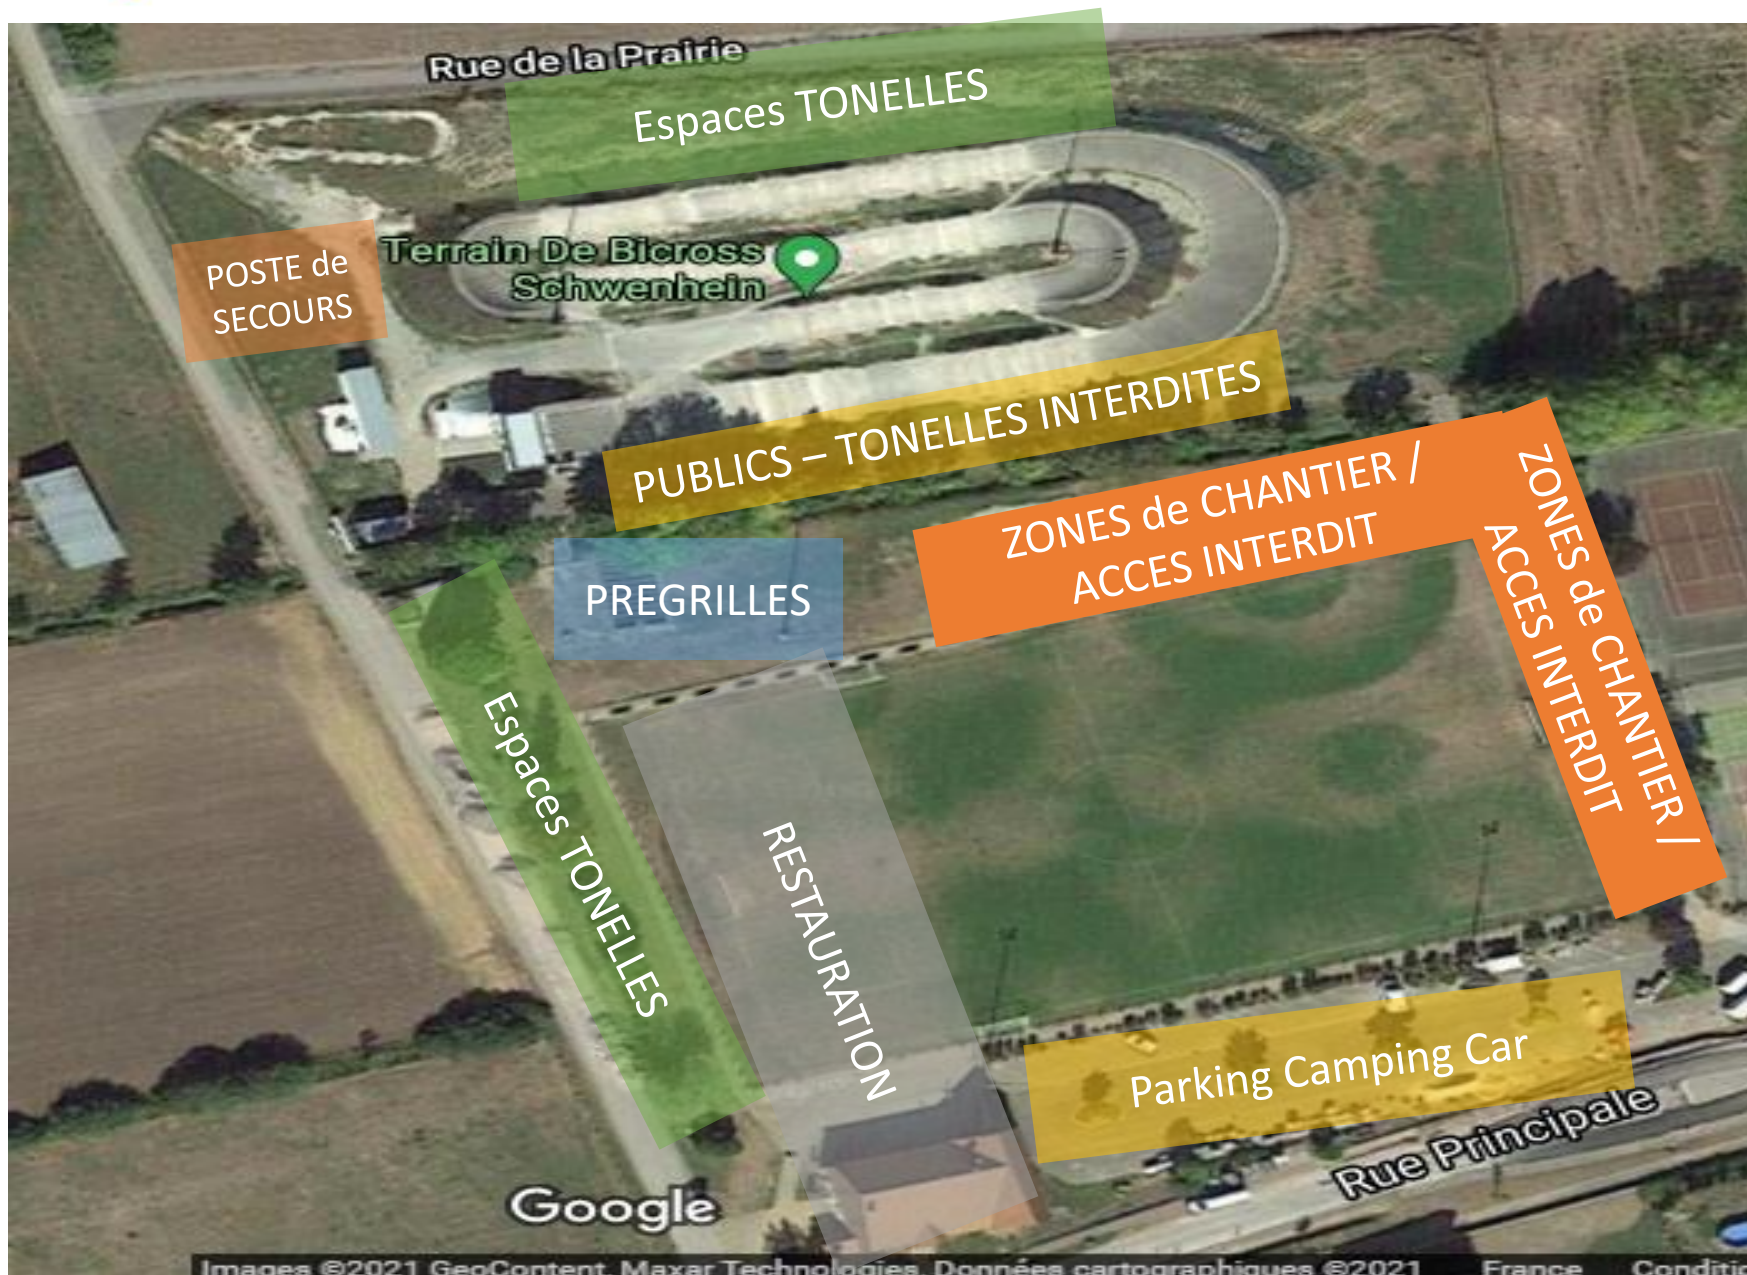 Rue de la Prairie
Espaces TONELLES
POSTE de
SECOURS
Terrain De Bicross
Schwenhein
PUBLICS – TONELLES INTERDITES
ZONES de CHANTIER /
ACCES INTERDIT
ZONES de CHANTIER /
ACCES INTERDIT
PREGRILLES
Espaces TONELLES
RESTAURATION
Parking Camping Car
Rue Principale
Google
Images ©2021 GeoContent, Maxar Technologies, Données cartographiques ©2021 France Conditio